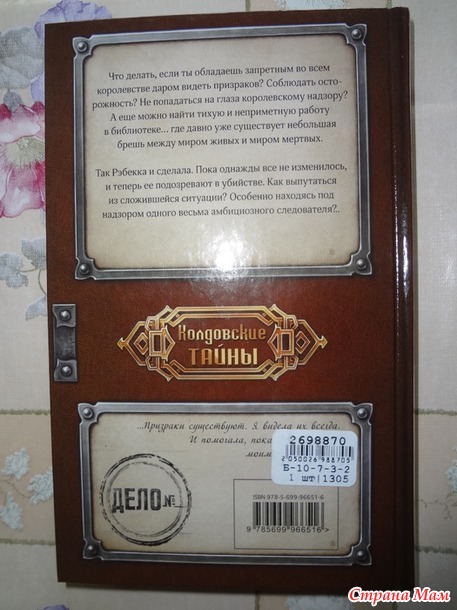 Что делать, если ты обладаешь запретным во всем
королевстве даром видеть призраков? Соблюдать осто-
рожность? Не попадаться на глаза королевскому надзору?
А еще можно найти тихую и неприметную работу
в библиотеке... где давно уже существует небольшая
брешь между миром живых и миром мертвых.
Так Рэбекка и сделала. Пока однажды все не изменилось,
и теперь ее подозревают в убийстве. Как выпутаться
из сложившейся ситуации? Особенно находясь под
надзором одного весьма амбициозного следователя?..
Колдовские
ТАЙНЫ
...Призраки существуют. Я видела их всегда.
И помогала, пока
моим
2698870
2050026988705
Б-10-7-3-2
1 шт|1305
ДЕЛО №
ISBN 978-5-699-96651-6
9785699966516>
Страна Мам